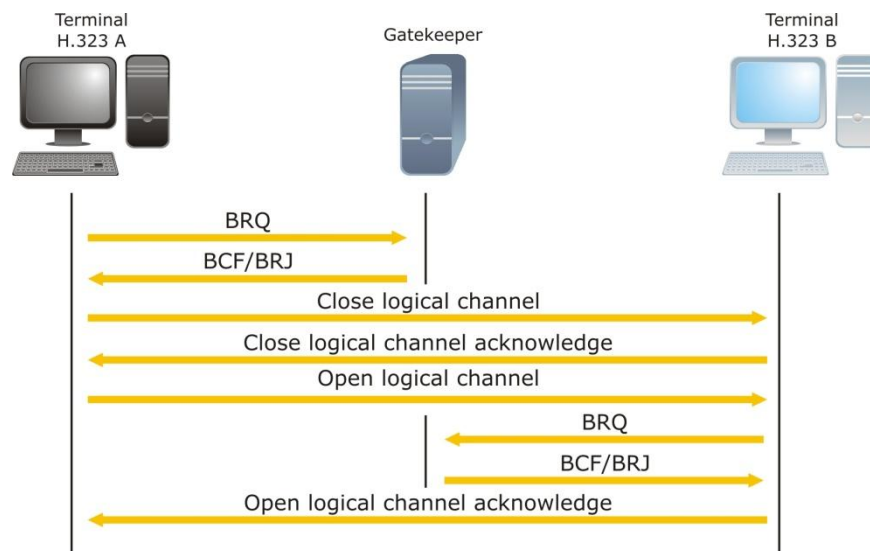 Terminal
H.323 A
Gatekeeper
Terminal
H.323 B
BRQ
BCF/BRJ
Close logical channel
Close logical channel acknowledge
Open logical channel
BRQ
BCF/BRJ
Open logical channel acknowledge